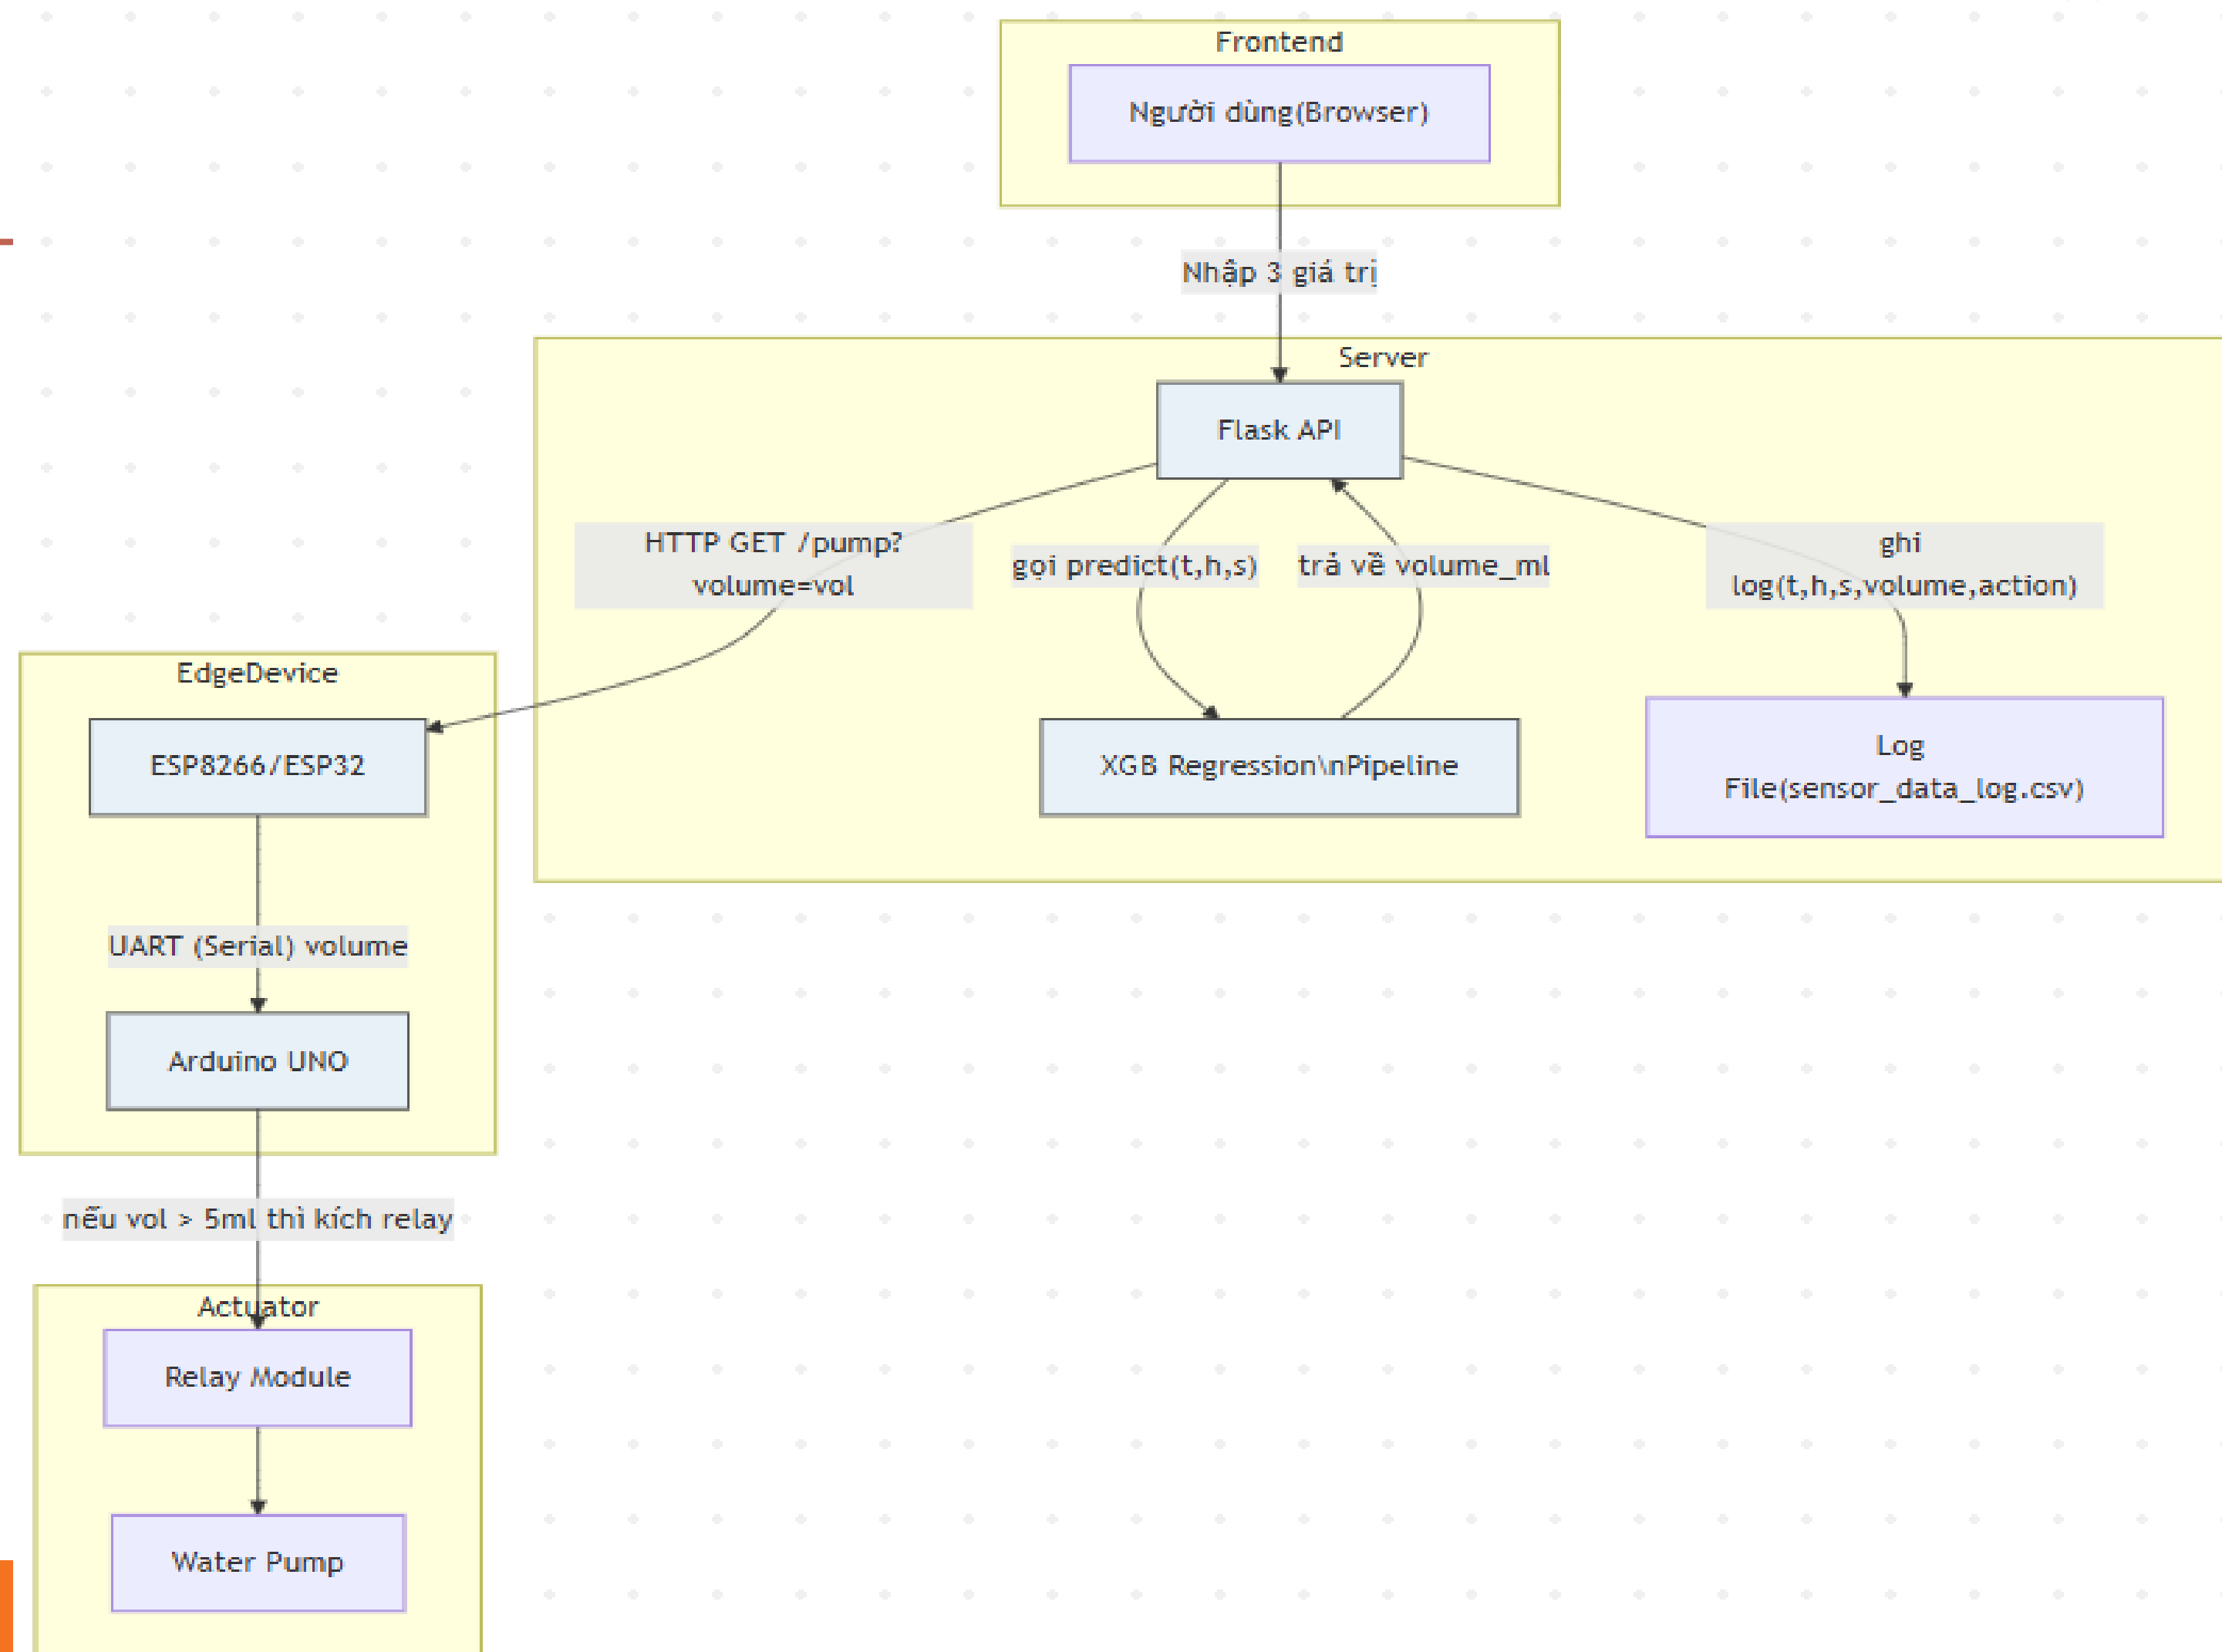 Frontend
Người dùng(Browser)
Nhập 3 giá trị
Server
Flask API
HTTP GET /pump?
volume=vol
gọi predict(t,h,s)
trả về volume_ml
ghi
log(t,h,s,volume,action)
EdgeDevice
ESP8266/ESP32
XGB Regression\nPipeline
Log
File(sensor_data_log.csv)
UART (Serial) volume
Arduino UNO
nếu vol > 5ml thì kích relay
Actuator
Relay Module
Water Pump